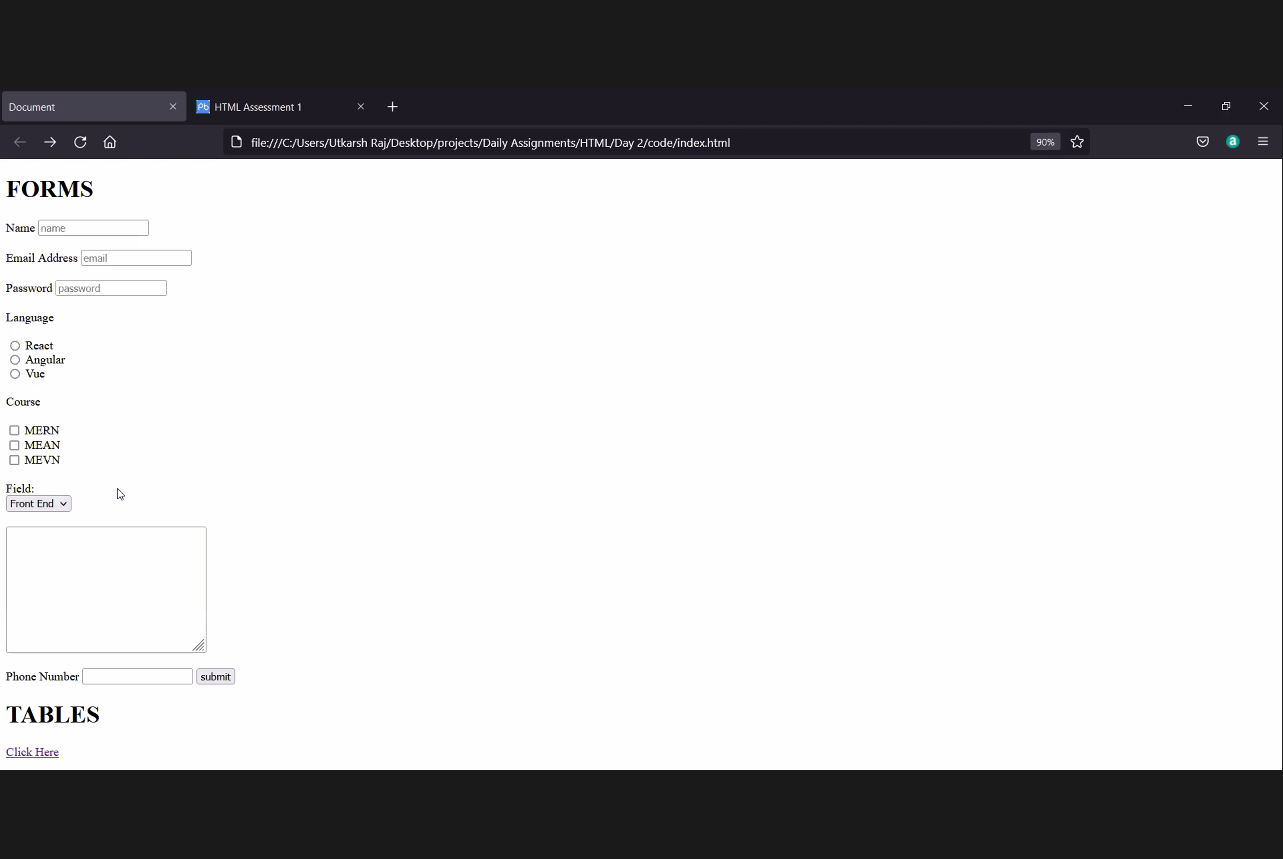 Document
HTML Assessment 1
file:///C:/Users/Utkarsh Raj/Desktop/projects/Daily Assignments/HTML/Day 2/code/index.html
90%
a
FORMS
Name name
Email Address email
Password password
Language
React
Angular
Vue
Course
MERN
MEAN
MEVN
Field:
Front End
Phone Number submit
TABLES
Click Here